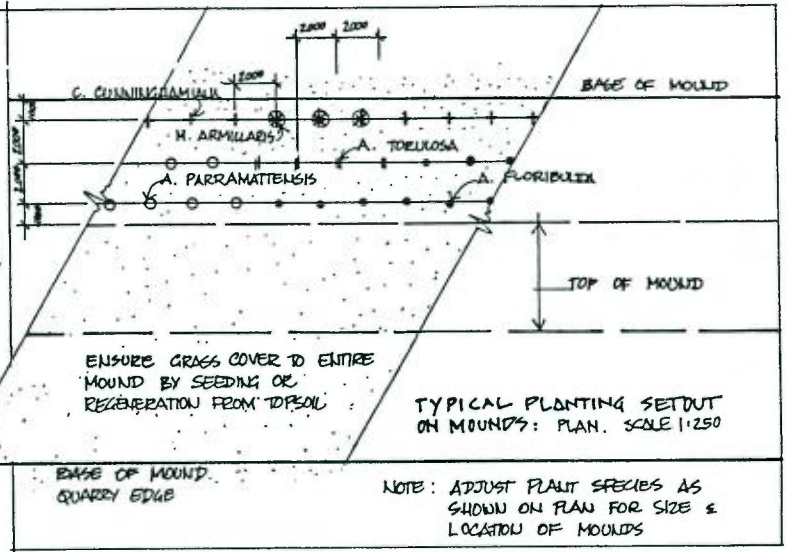 2000 2000
BASE OF MOUND
2000
C. CUNNINGHAMIANA
H. ARMILLARIS
A. TORULOSA
2000
A. PARRAMATTENSIS
A. FLORIBUNDA
2000
TOP OF MOUND
ENSURE GRASS COVER TO ENTIRE
MOUND BY SEEDING OR
REGENERATION FROM TOPSOIL
TYPICAL PLANTING SETOUT
ON MOUNDS: PLAN. SCALE 1:250
BASE OF MOUND
QUARRY EDGE
NOTE: ADJUST PLANT SPECIES AS
SHOWN ON PLAN FOR SIZE &
LOCATION OF MOUNDS